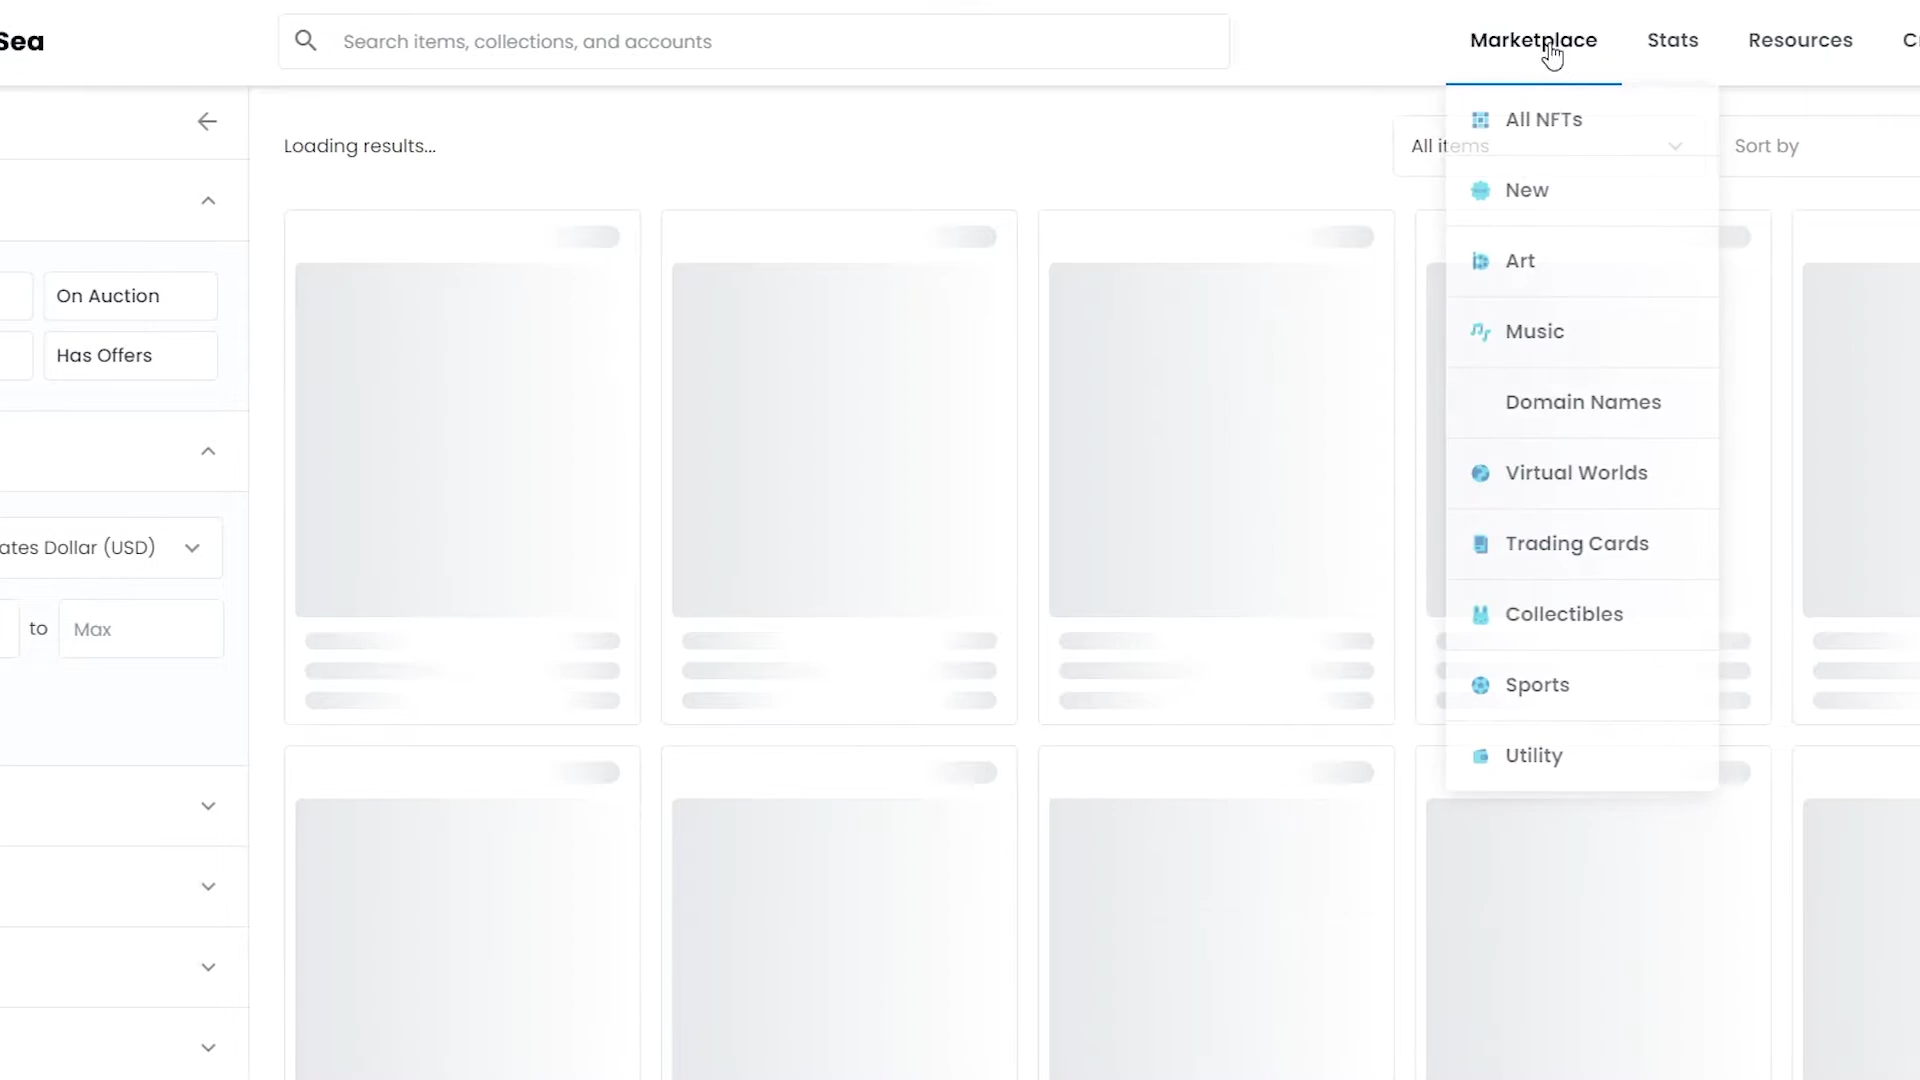 Sea
Search items, collections, and accounts
Marketplace
Stats
Resources
Loading results...
All items
Sort by
All NFTs
New
Art
Music
Domain Names
Virtual Worlds
Trading Cards
Collectibles
Sports
Utility
On Auction
Has Offers
ates Dollar (USD)
to
Max